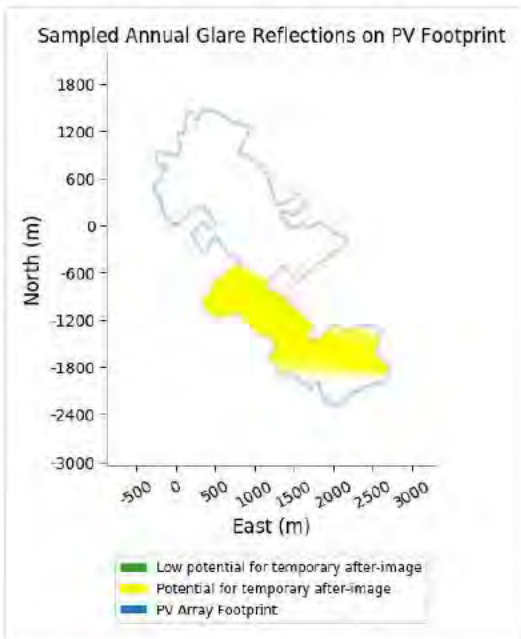 Sampled Annual Glare Reflections on PV Footprint
1800
1200
600
0
-600
-1200
-1800
-2400
-3000
North (m)
-500 0 500 1000 1500 2000 2500 3000
East (m)
Low potential for temporary after-image
Potential for temporary after-image
PV Array Footprint